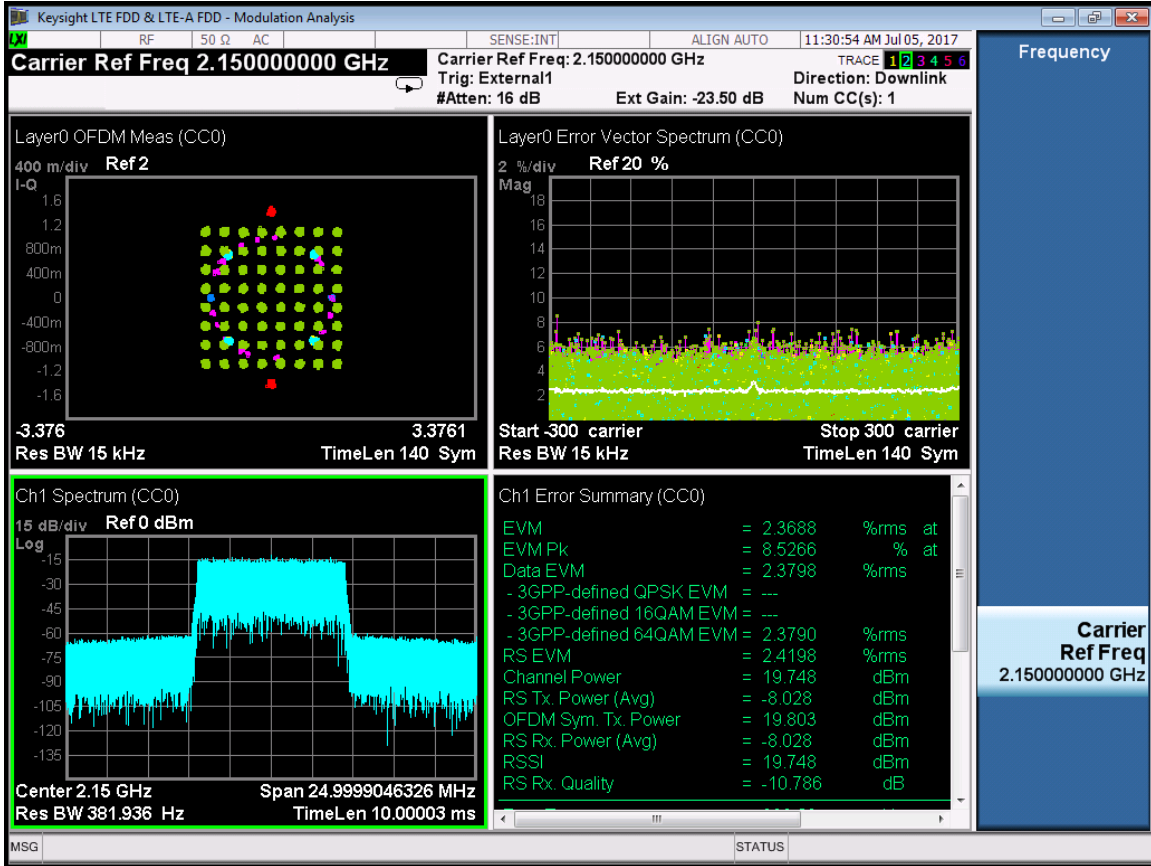 Keysight LTE FDD & LTE-A FDD - Modulation Analysis
LXI RF 50 Ω AC SENSE:INT ALIGN AUTO 11:30:54 AM Jul 05, 2017
Carrier Ref Freq 2.150000000 GHz
Carrier Ref Freq: 2.150000000 GHz
Trig: External1
#Atten: 16 dB Ext Gain: -23.50 dB
TRACE 1 2 3 4 5 6
Direction: Downlink
Num CC(s): 1
Frequency
Layer0 OFDM Meas (CC0)
400 m/div Ref 2
I-Q
1.6
1.2
800m
400m
0
-400m
-800m
-1.2
-1.6
-3.376 3.3761
Res BW 15 kHz TimeLen 140 Sym
Layer0 Error Vector Spectrum (CC0)
2 %/div Ref 20 %
Mag
18
16
14
12
10
8
6
4
2
Start -300 carrier Stop 300 carrier
Res BW 15 kHz TimeLen 140 Sym
Ch1 Spectrum (CC0)
15 dB/div Ref 0 dBm
Log
-15
-30
-45
-60
-75
-90
-105
-120
-135
Center 2.15 GHz Span 24.9999046326 MHz
Res BW 381.936 Hz TimeLen 10.00003 ms
Ch1 Error Summary (CC0)
EVM = 2.3688 %rms at
EVM Pk = 8.5266 % at
Data EVM = 2.3798 %rms
- 3GPP-defined QPSK EVM = ---
- 3GPP-defined 16QAM EVM = ---
- 3GPP-defined 64QAM EVM = 2.3790 %rms
RS EVM = 2.4198 %rms
Channel Power = 19.748 dBm
RS Tx. Power (Avg) = -8.028 dBm
OFDM Sym. Tx. Power = 19.803 dBm
RS Rx. Power (Avg) = -8.028 dBm
RSSI = 19.748 dBm
RS Rx. Quality = -10.786 dB
Carrier
Ref Freq
2.150000000 GHz
MSG STATUS